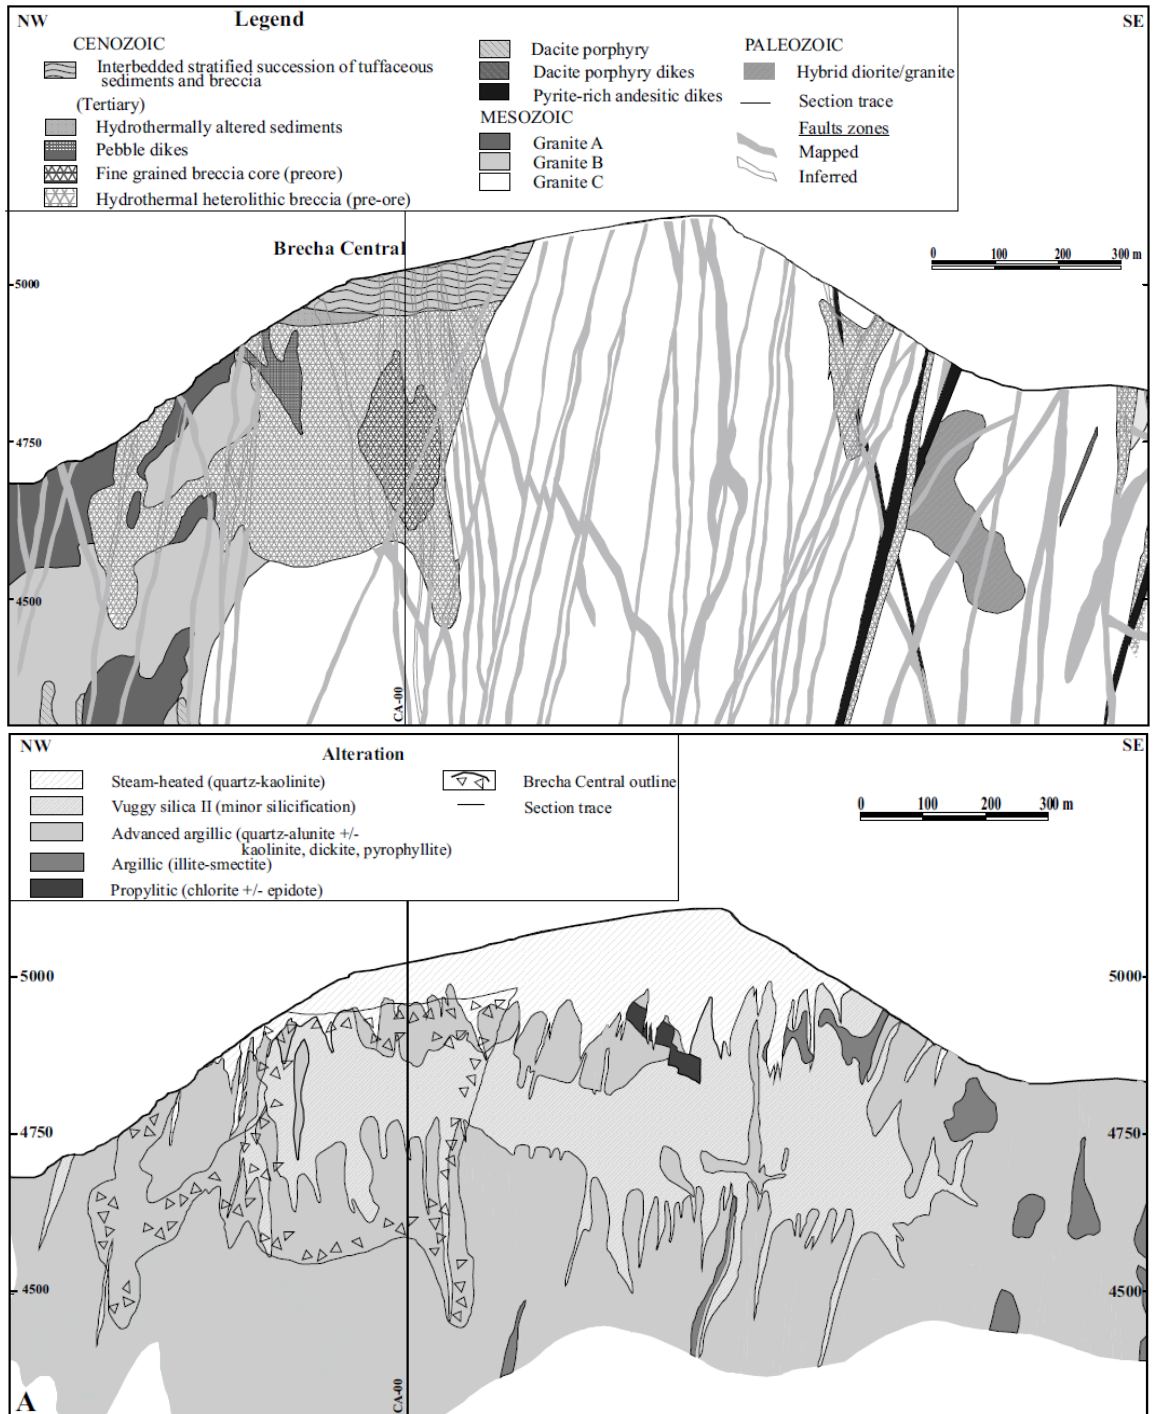 NW
Legend
SE
CENOZOIC
Interbedded stratified succession of tuffaceous
sediments and breccia
(Tertiary)
Hydrothermally altered sediments
Pebble dikes
Fine grained breccia core (preore)
Hydrothermal heterolithic breccia (pre-ore)
Dacite porphyry
Dacite porphyry dikes
Pyrite-rich andesitic dikes
MESOZOIC
Granite A
Granite B
Granite C
PALEOZOIC
Hybrid diorite/granite
Section trace
Faults zones
Mapped
Inferred
Brecha Central
0 100 200 300 m
5000
4750
4500
CA-00
NW
Alteration
SE
Steam-heated (quartz-kaolinite)
Vuggy silica II (minor silicification)
Advanced argillic (quartz-alunite +/-
kaolinite, dickite, pyrophyllite)
Argillic (illite-smectite)
Propylitic (chlorite +/- epidote)
Brecha Central outline
Section trace
0 100 200 300 m
5000
5000
4750
4750
4500
4500
CA-00
A